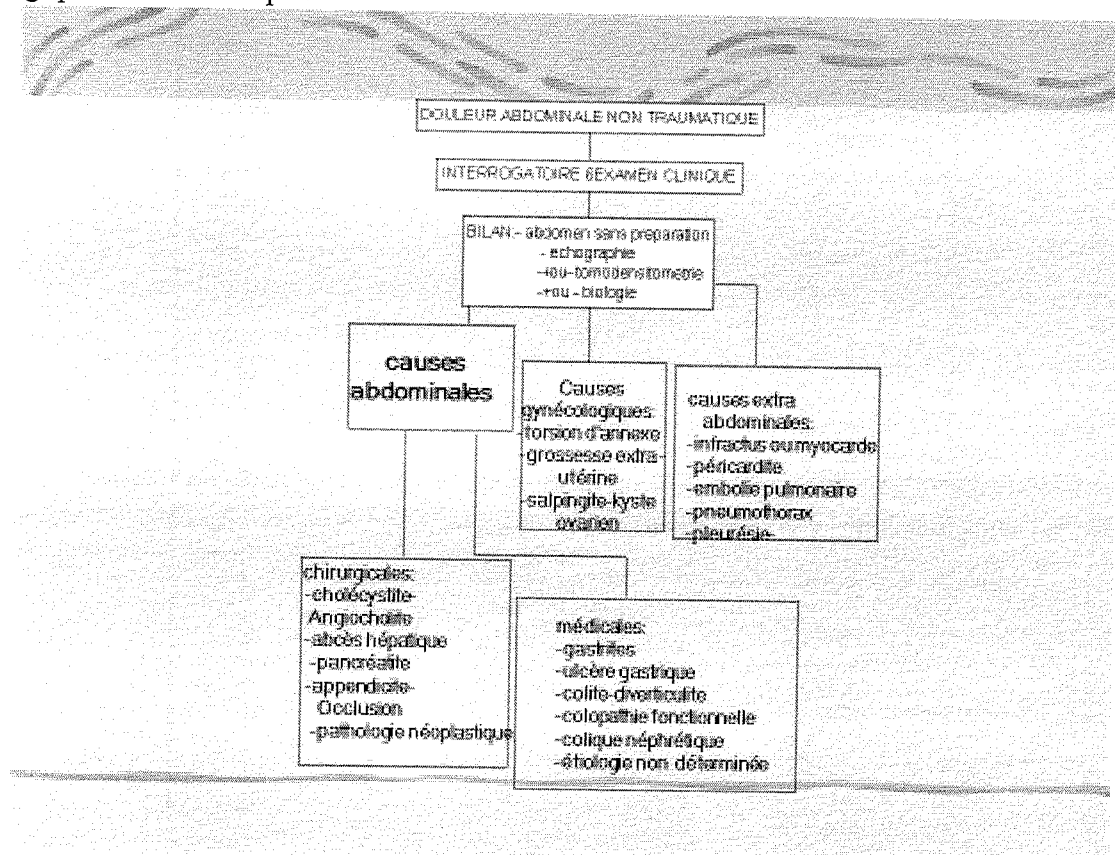 DOULEUR ABDOMINALE NON TRAUMATIQUE
INTERROGATOIRE &EXAMEN CLINIQUE
BILAN:- abdomen sans preparation
- echographie
-+ou-tomodensitometrie
-+ou -biologie
causes
abdominales
Causes
gynécologiques:
-torsion d'annexe
-grossesse extra-
utérine
-salpingite-kyste
ovarien
causes extra
abdominales:
-infractus du myocarde
-péricardite
-embolie pulmonaire
-pneumothorax
-pleurésie-
chirurgicales:
-cholécystite-
Angiocholite
-abcès hépatique
-pancréatite
-appendicite-
Occlusion
-pathologie néoplastique
médicales:
-gastrites
-ulcère gastrique
-colite-diverticulite
-colopathie fonctionnelle
-colique néphrétique
-étiologie non déterminée